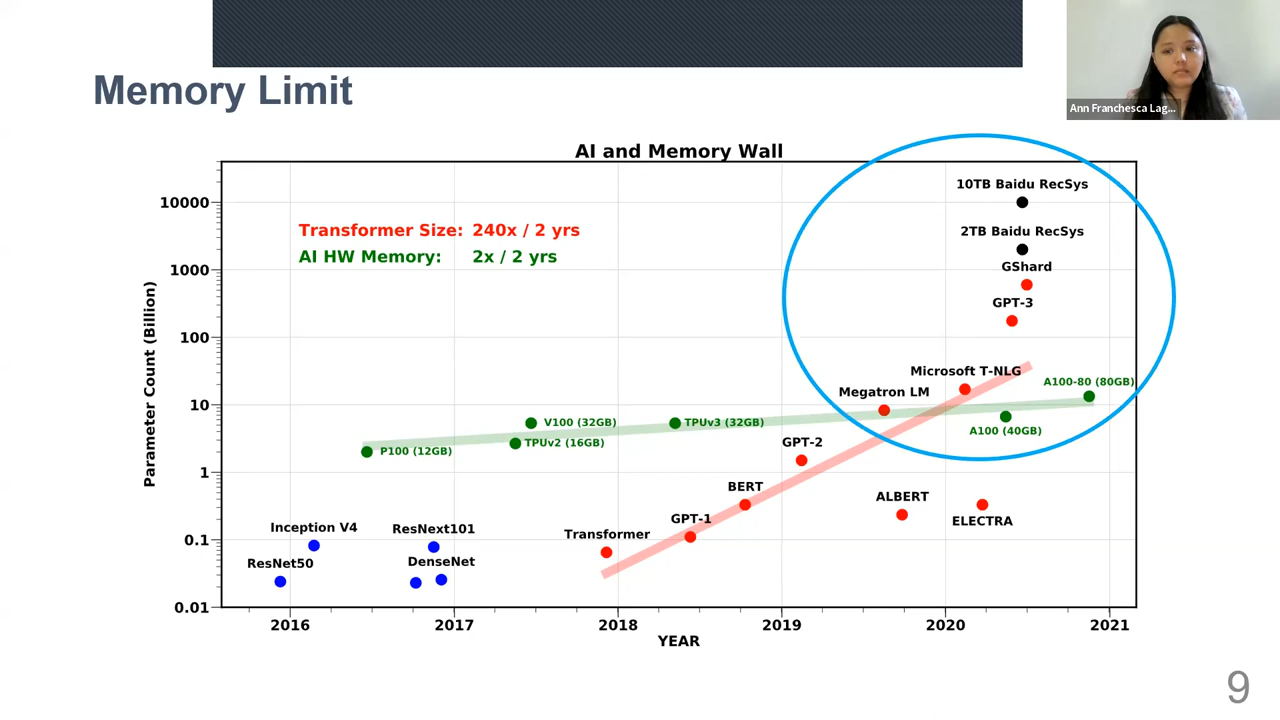 Memory Limit
Ann Franchesca Lag...
AI and Memory Wall
Transformer Size: 240x / 2 yrs
AI HW Memory: 2x / 2 yrs
Parameter Count (Billion)
10000
1000
100
10
1
0.1
0.01
10TB Baidu RecSys
2TB Baidu RecSys
GShard
GPT-3
Microsoft T-NLG
A100-80 (80GB)
Megatron LM
V100 (32GB)
TPUv3 (32GB)
A100 (40GB)
TPUv2 (16GB)
GPT-2
P100 (12GB)
BERT
ALBERT
GPT-1
ELECTRA
Inception V4
ResNext101
Transformer
ResNet50
DenseNet
2016
2017
2018
2019
2020
2021
YEAR
9